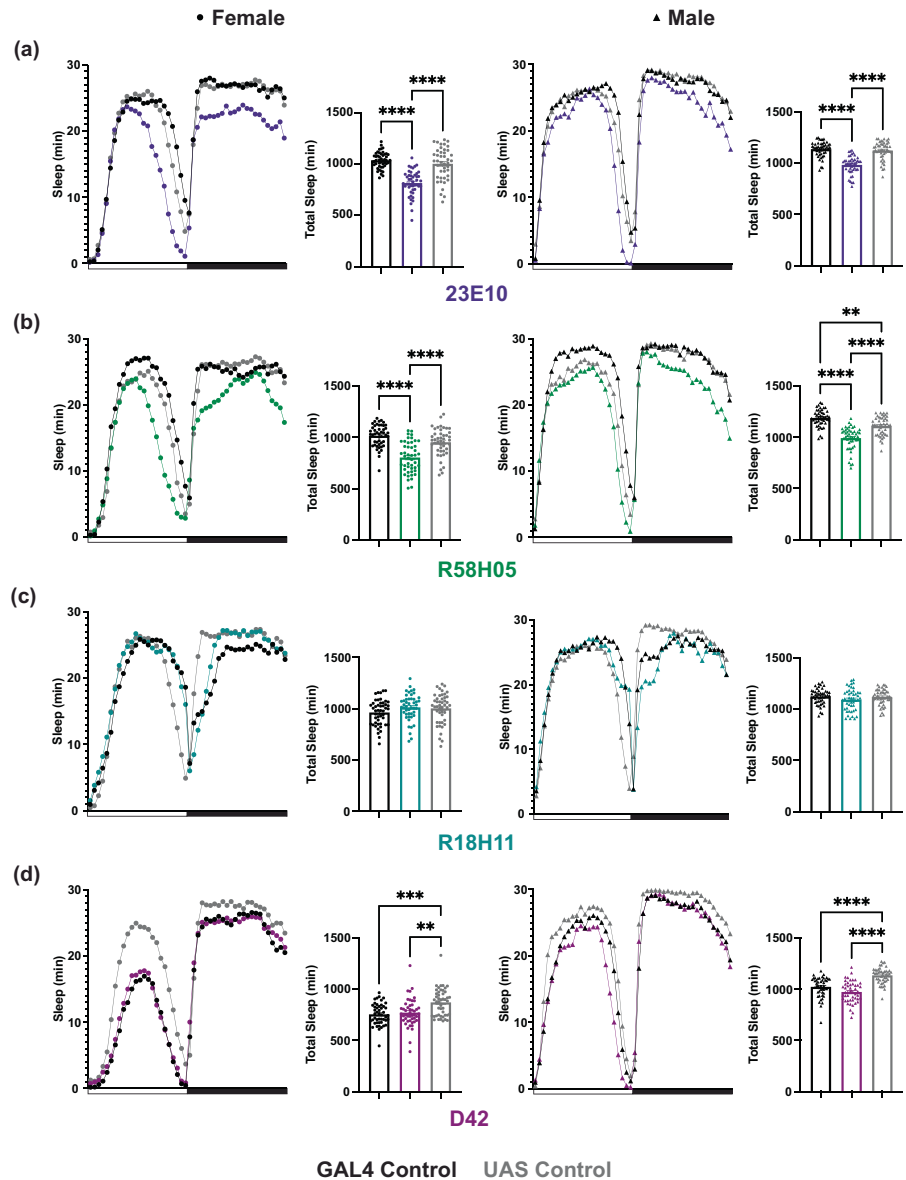 ● Female ▲ Male
(a)
30
20
10
0
Sleep (min)
1500
1000
500
0
Total Sleep (min)
**** ****
30
20
10
0
Sleep (min)
1500
1000
500
0
Total Sleep (min)
**** ****
23E10
(b)
30
20
10
0
Sleep (min)
1500
1000
500
0
Total Sleep (min)
**** ****
30
20
10
0
Sleep (min)
1500
1000
500
0
Total Sleep (min)
**
**** ****
R58H05
(c)
30
20
10
0
Sleep (min)
1500
1000
500
0
Total Sleep (min)
30
20
10
0
Sleep (min)
1500
1000
500
0
Total Sleep (min)
R18H11
(d)
30
20
10
0
Sleep (min)
1500
1000
500
0
Total Sleep (min)
***
**
30
20
10
0
Sleep (min)
1500
1000
500
0
Total Sleep (min)
****
****
D42
GAL4 Control UAS Control